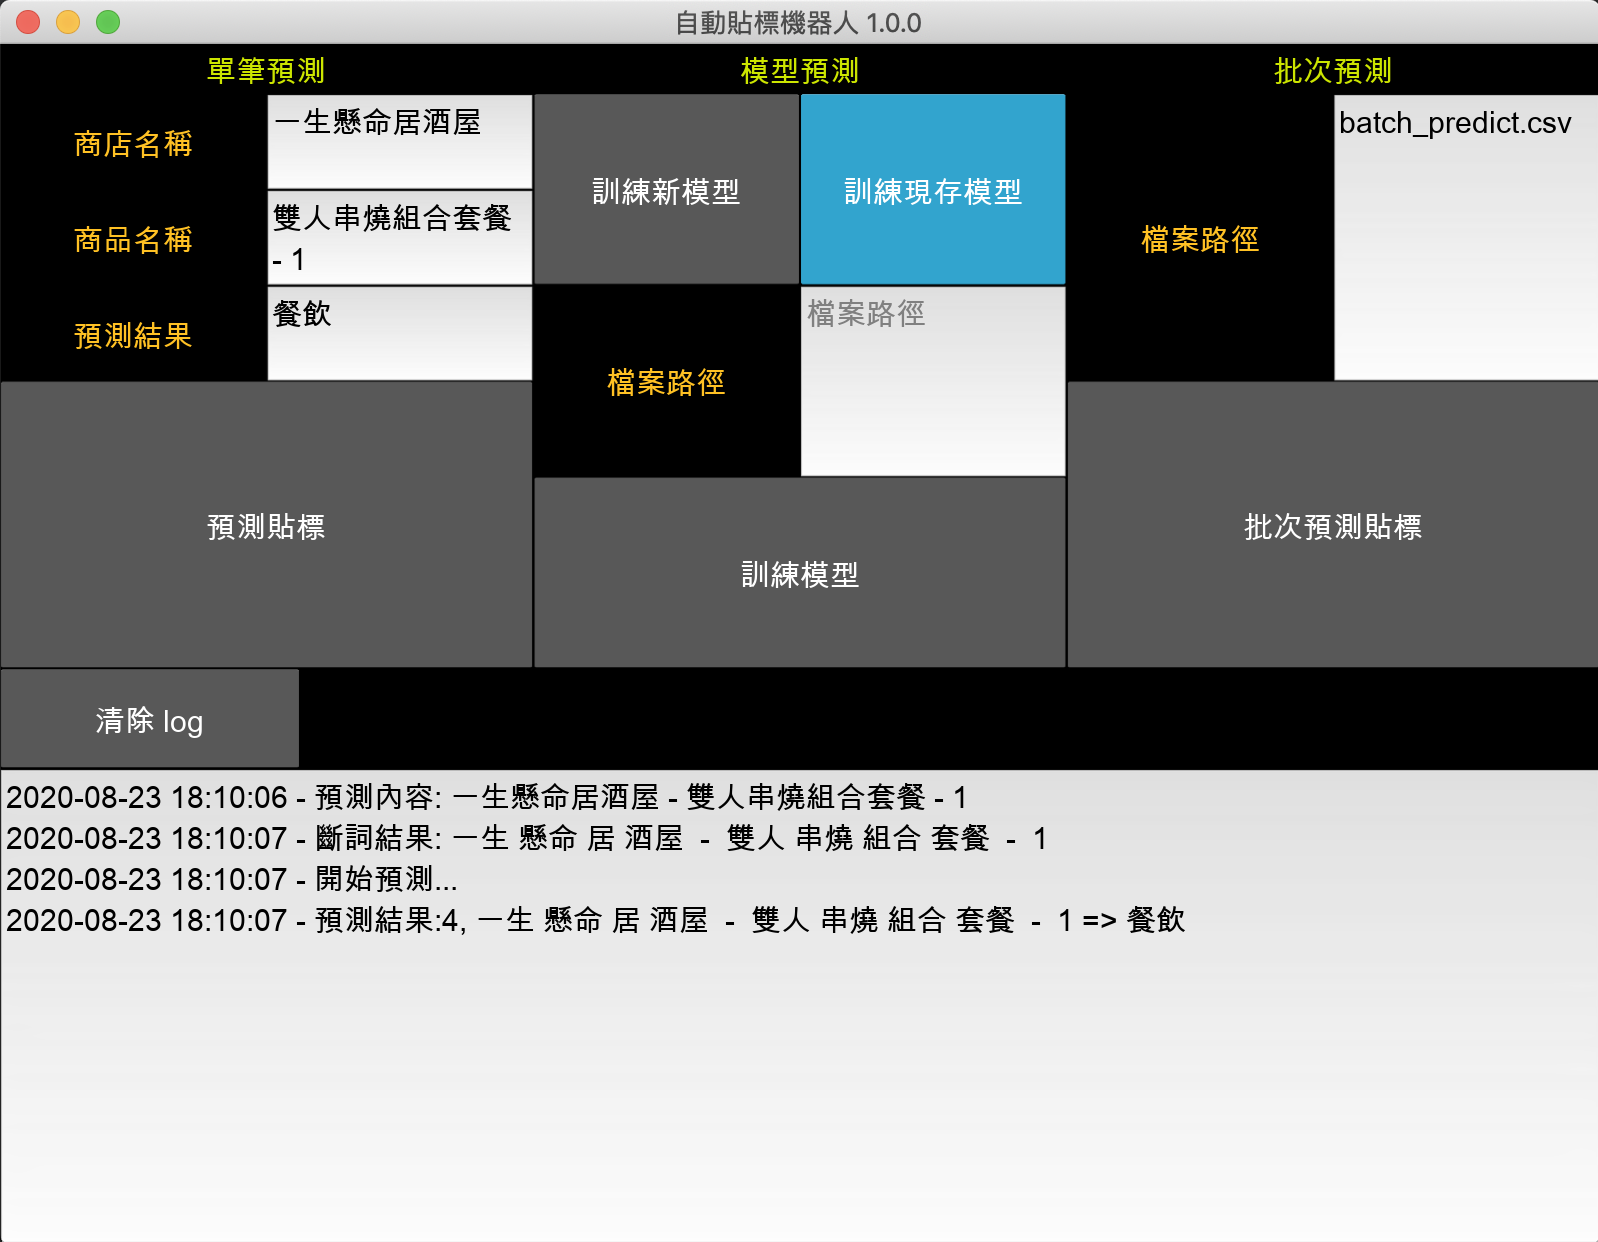 自動貼標機器人 1.0.0
單筆預測
商店名稱
一生懸命居酒屋
商品名稱
雙人串燒組合套餐
- 1
預測結果
餐飲
預測貼標
模型預測
訓練新模型
訓練現存模型
檔案路徑
檔案路徑
訓練模型
批次預測
檔案路徑
batch_predict.csv
批次預測貼標
清除 log
2020-08-23 18:10:06 - 預測內容: 一生懸命居酒屋 - 雙人串燒組合套餐 - 1
2020-08-23 18:10:07 - 斷詞結果: 一生 懸命 居 酒屋  -  雙人 串燒 組合 套餐  -  1
2020-08-23 18:10:07 - 開始預測...
2020-08-23 18:10:07 - 預測結果:4, 一生 懸命 居 酒屋  -  雙人 串燒 組合 套餐  -  1 => 餐飲